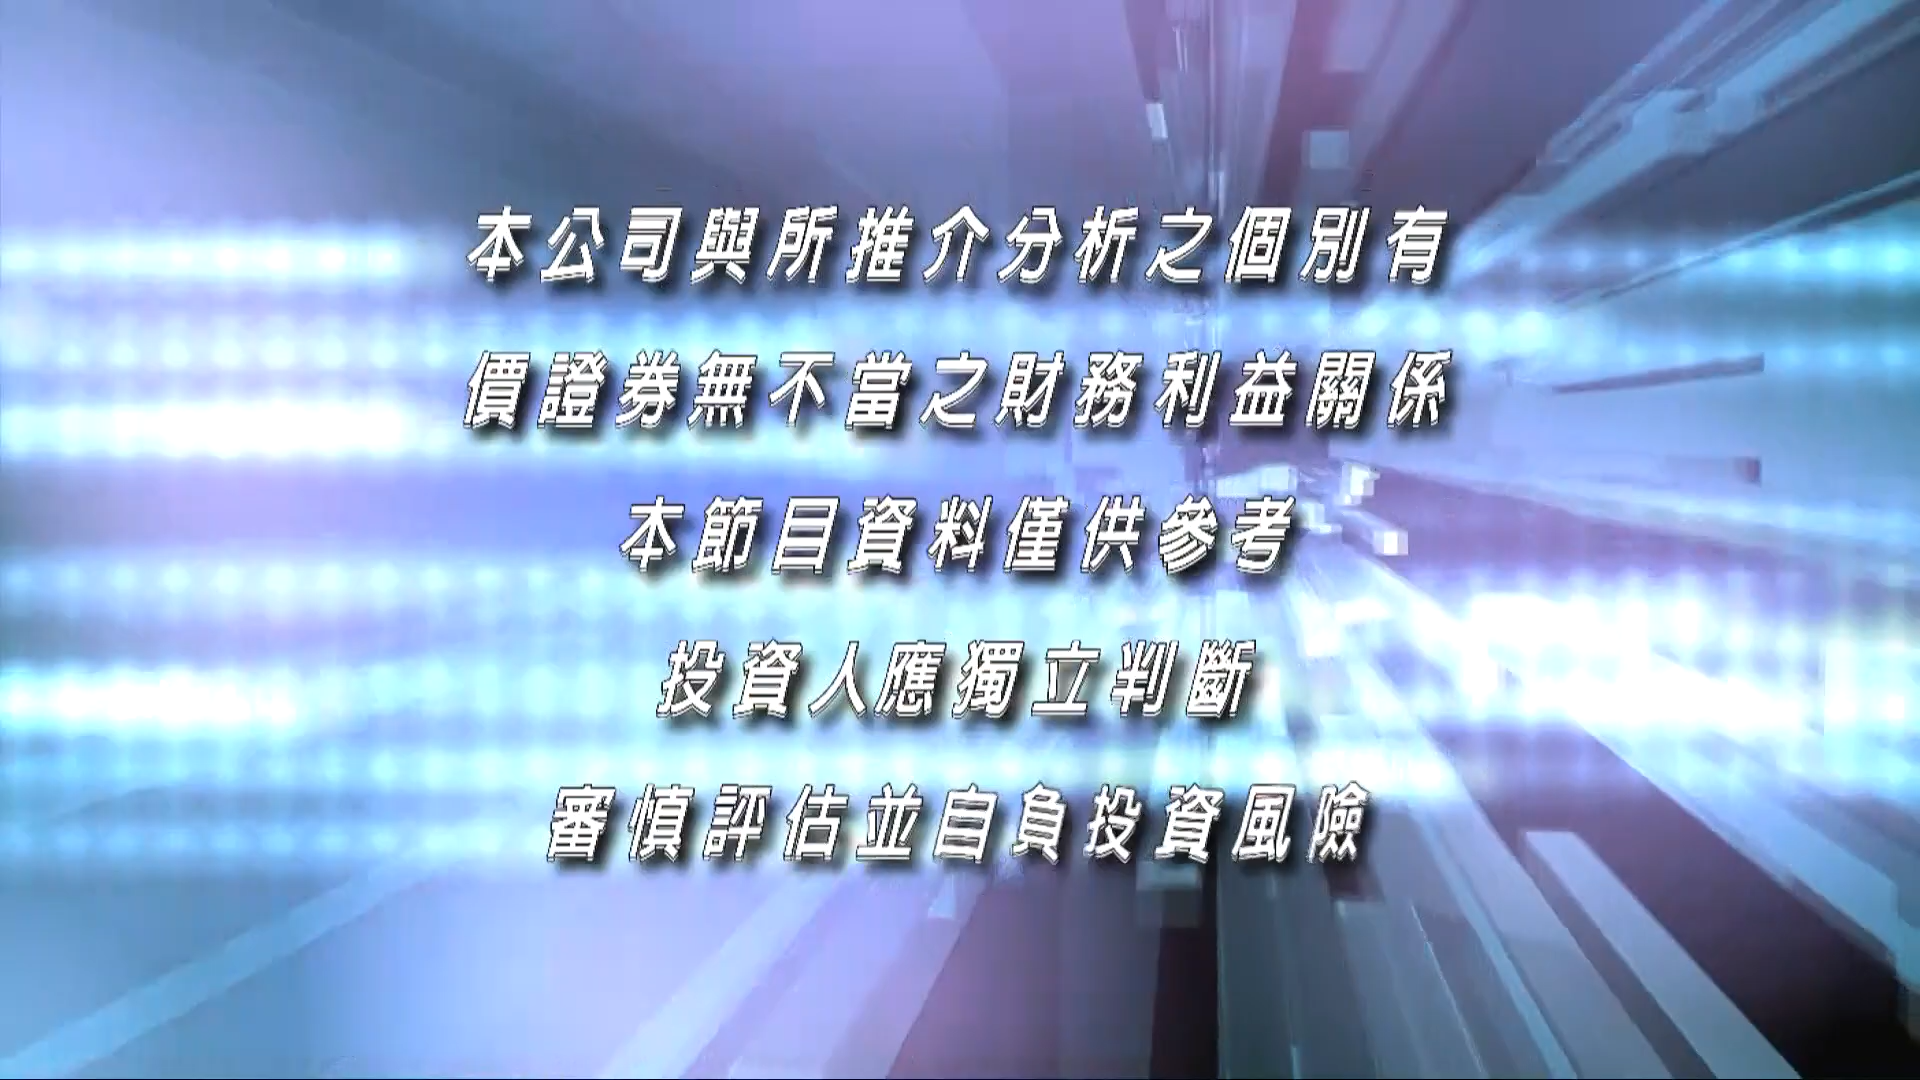 本公司與所推介分析之個別有
價證券無不當之財務利益關係
本節目資料僅供參考
投資人應獨立判斷
審慎評估並自負投資風險